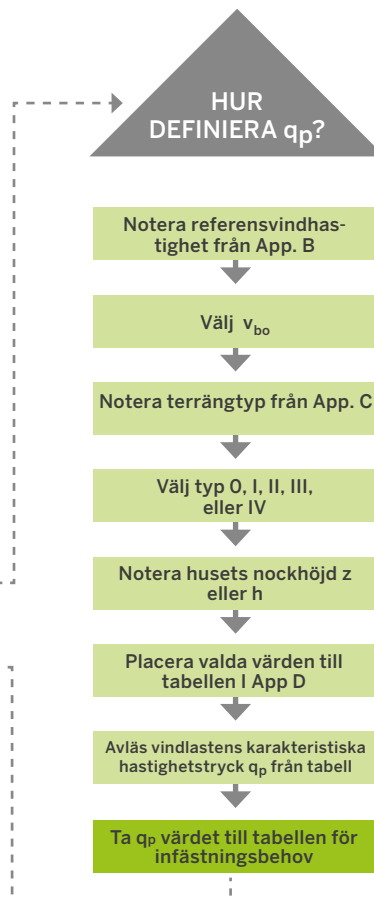 HUR
DEFINIERA qp?
Notera referensvindhas-
tighet från App. B
Välj vbo
Notera terrängtyp från App. C
Välj typ 0, I, II, III,
eller IV
Notera husets nockhöjd z
eller h
Placera valda värden till
tabellen I App D
Avläs vindlastens karakteristiska
hastighetstryck qp från tabell
Ta qp värdet till tabellen för
infästningsbehov